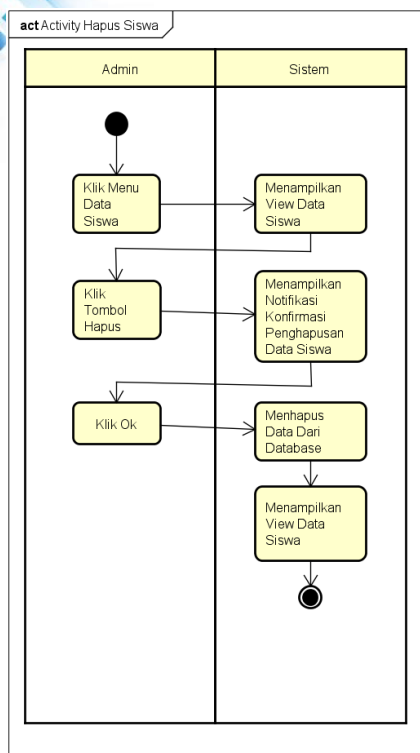 act Activity Hapus Siswa
Admin
Sistem
Klik Menu
Data
Siswa
Menampilkan
View Data
Siswa
Klik
Tombol
Hapus
Menampilkan
Notifikasi
Konfirmasi
Penghapusan
Data Siswa
Klik Ok
Menhapus
Data Dari
Database
Menampilkan
View Data
Siswa